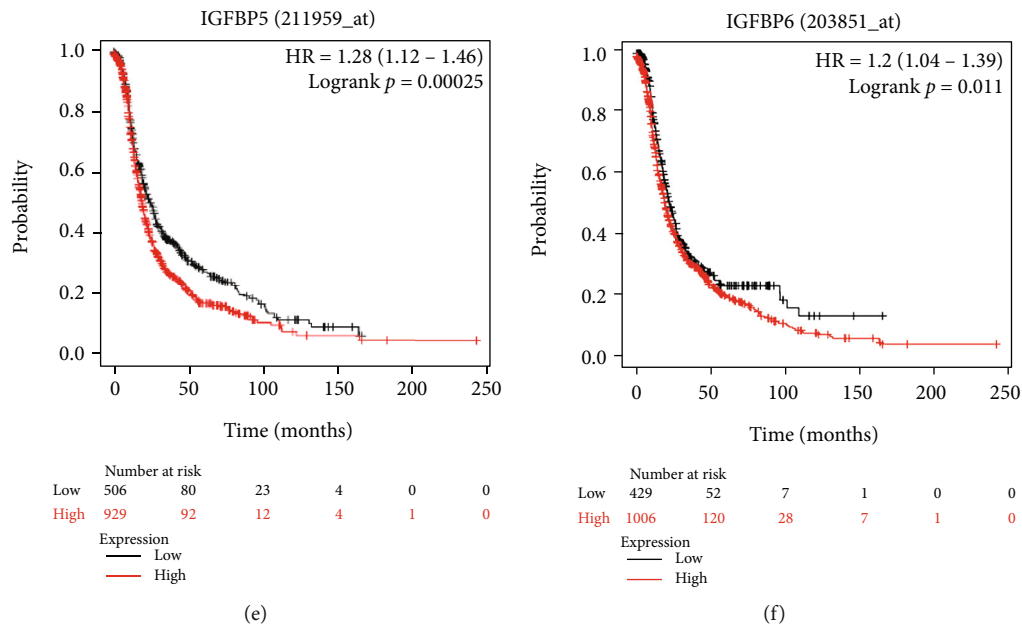 IGFBP5 (211959_at)
HR = 1.28 (1.12 – 1.46)
Logrank p = 0.00025
1.0
0.8
0.6
0.4
0.2
0.0
Probability
0 50 100 150 200 250
Time (months)
Number at risk
Low 506 80 23 4 0 0
High 929 92 12 4 1 0
Expression
Low
High
(e)
IGFBP6 (203851_at)
HR = 1.2 (1.04 – 1.39)
Logrank p = 0.011
1.0
0.8
0.6
0.4
0.2
0.0
Probability
0 50 100 150 200 250
Time (months)
Number at risk
Low 429 52 7 1 0 0
High 1006 120 28 7 1 0
Expression
Low
High
(f)